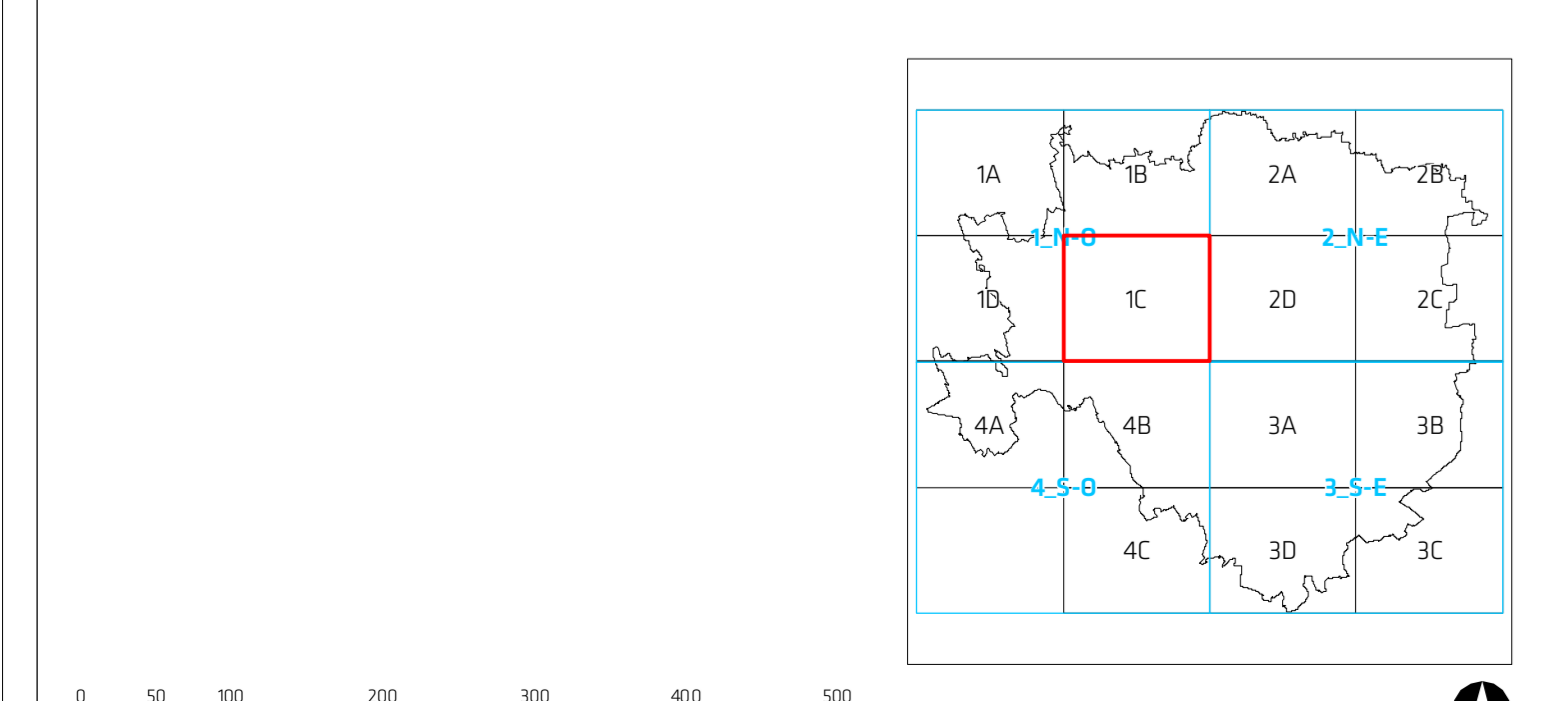 1A 1B 2A 2B
1_N-O 2_N-E
1D 1C 2D 2C
4A 4B 3A 3B
4_S-O 3_S-E
4C 3D 3C
0 50 100 200 300 400 500